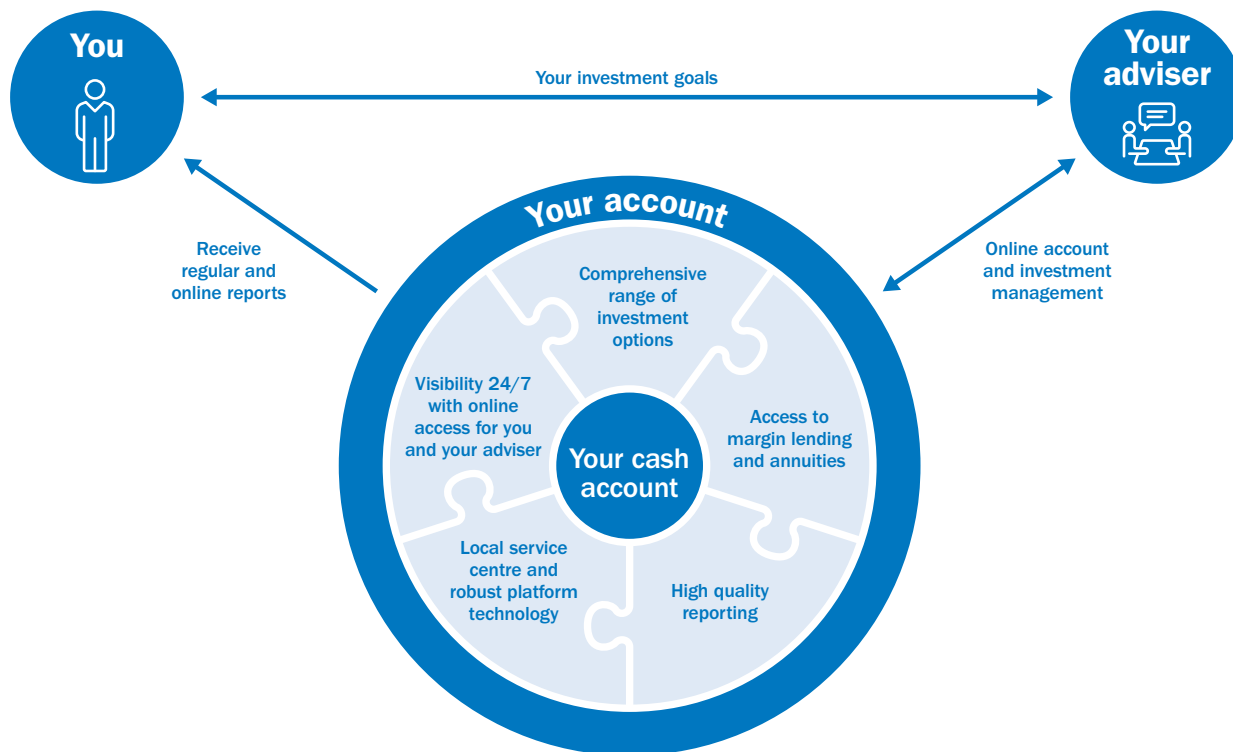 You
Your
adviser
Your investment goals
Your account
Receive
regular and
online reports
Online account
and investment
management
Comprehensive
range of
investment
options
Visibility 24/7
with online
access for you
and your adviser
Access to
margin lending
and annuities
Your cash
account
Local service
centre and
robust platform
technology
High quality
reporting